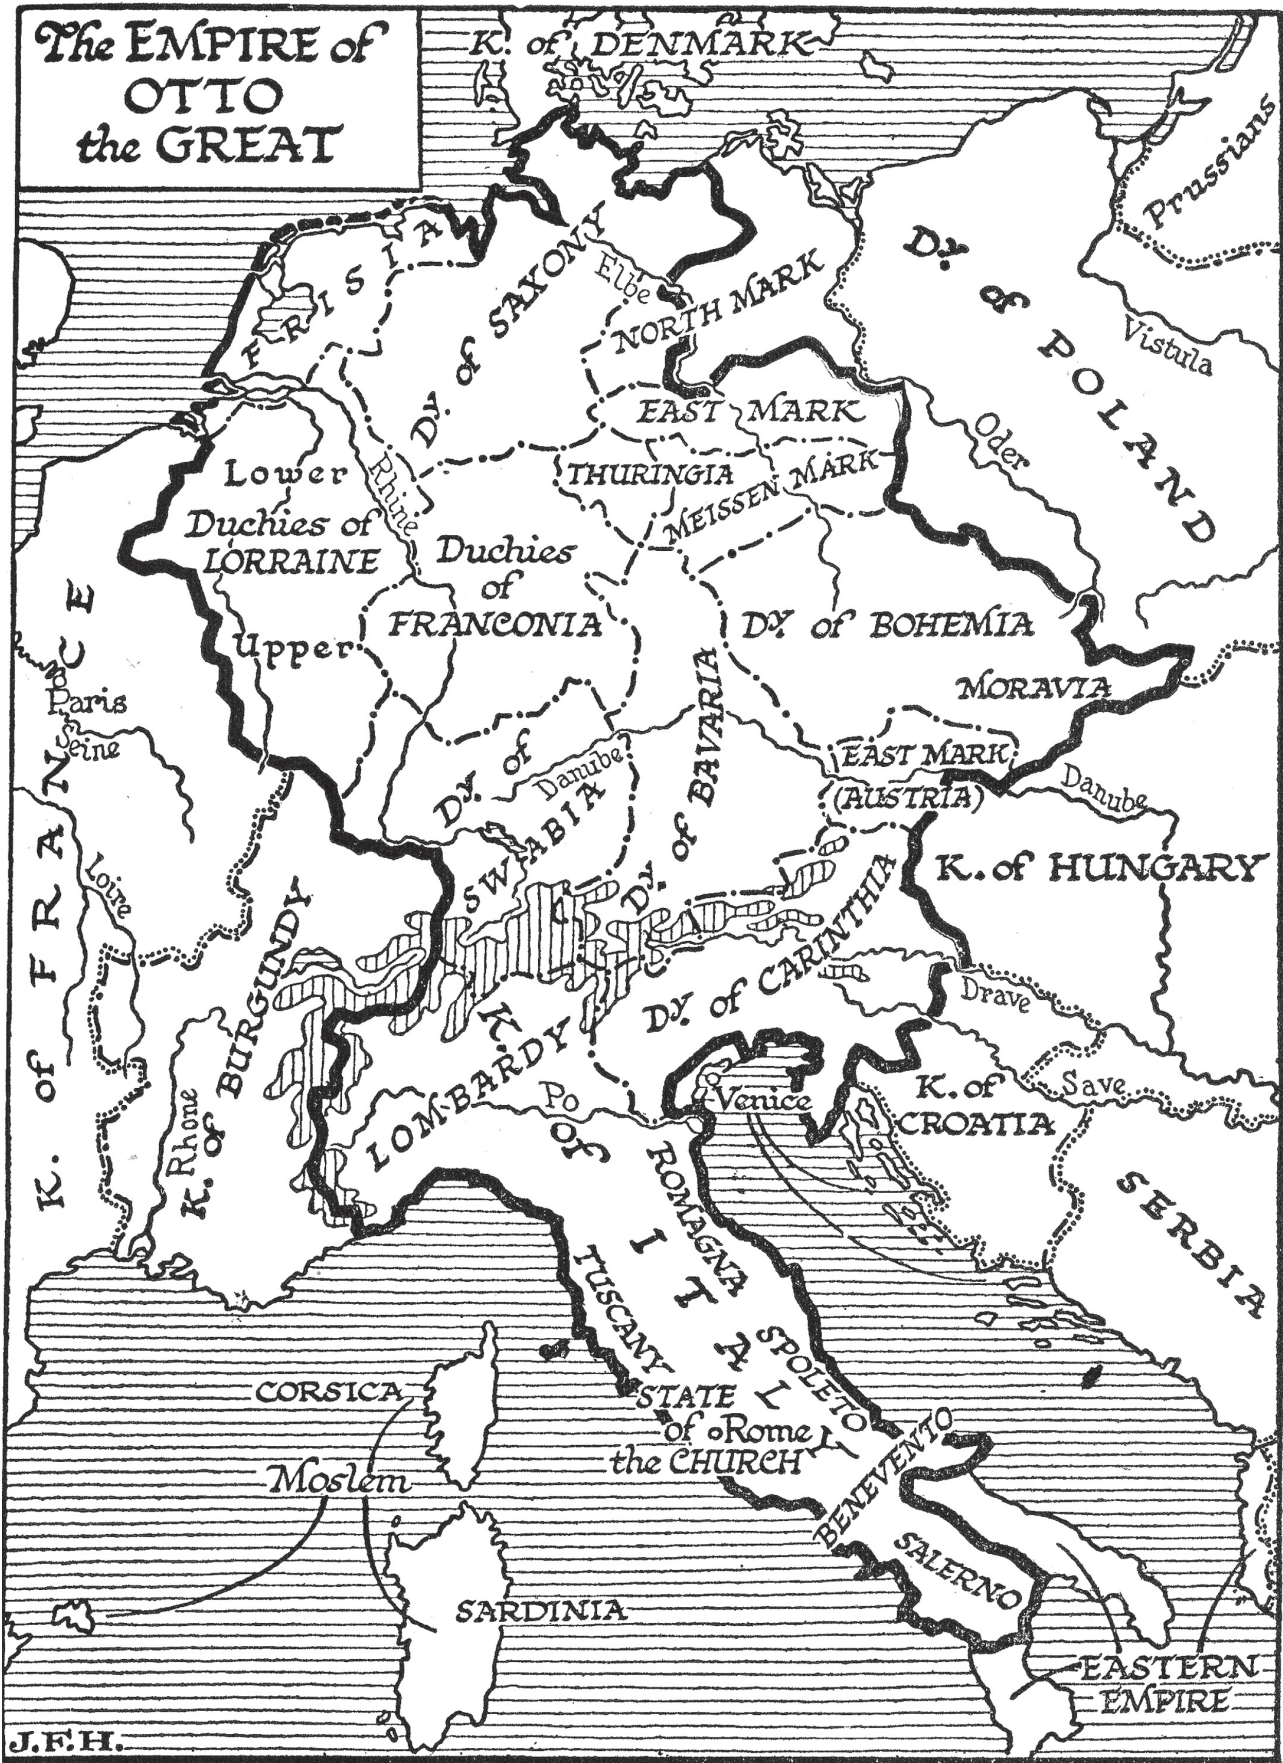 The EMPIRE of
OTTO
the GREAT
K. of DENMARK
Prussians
FRISIA
Dy. of SAXONY
Elbe
NORTH MARK
Dy. of POLAND
Vistula
EAST MARK
Oder
Lower
Rhine
THURINGIA
MEISSEN MARK
Duchies of
LORRAINE
Duchies
of
FRANCONIA
Upper
Dy. of BOHEMIA
MORAVIA
Paris
Seine
K. of FRANCE
Dy. of
SWABIA
Danube
Dy. of BAVARIA
EAST MARK
(AUSTRIA)
Danube
Loire
K. of HUNGARY
K. of BURGUNDY
Dy. of CARINTHIA
Drave
K.
LOMBARDY
of
ITALY
Po
Venice
K. of
CROATIA
Save
Rhone
ROMAGNA
SERBIA
TUSCANY
SPOLETO
CORSICA
STATE
of Rome
the CHURCH
Moslem
BENEVENTO
SALERNO
SARDINIA
EASTERN
EMPIRE
J.F.H.